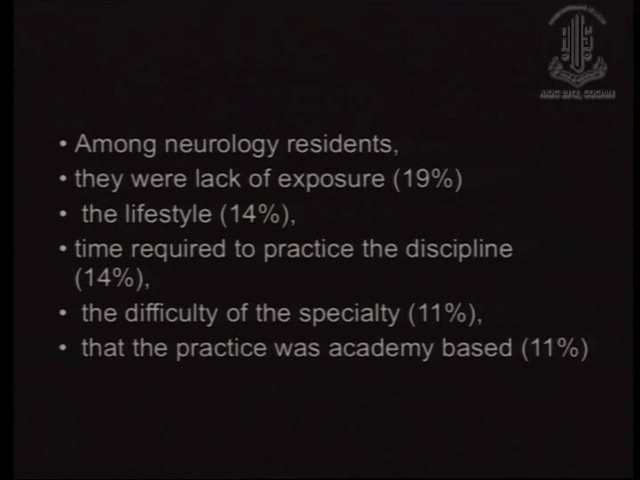 • Among neurology residents,
• they were lack of exposure (19%)
• the lifestyle (14%),
• time required to practice the discipline
(14%),
• the difficulty of the specialty (11%),
• that the practice was academy based (11%)